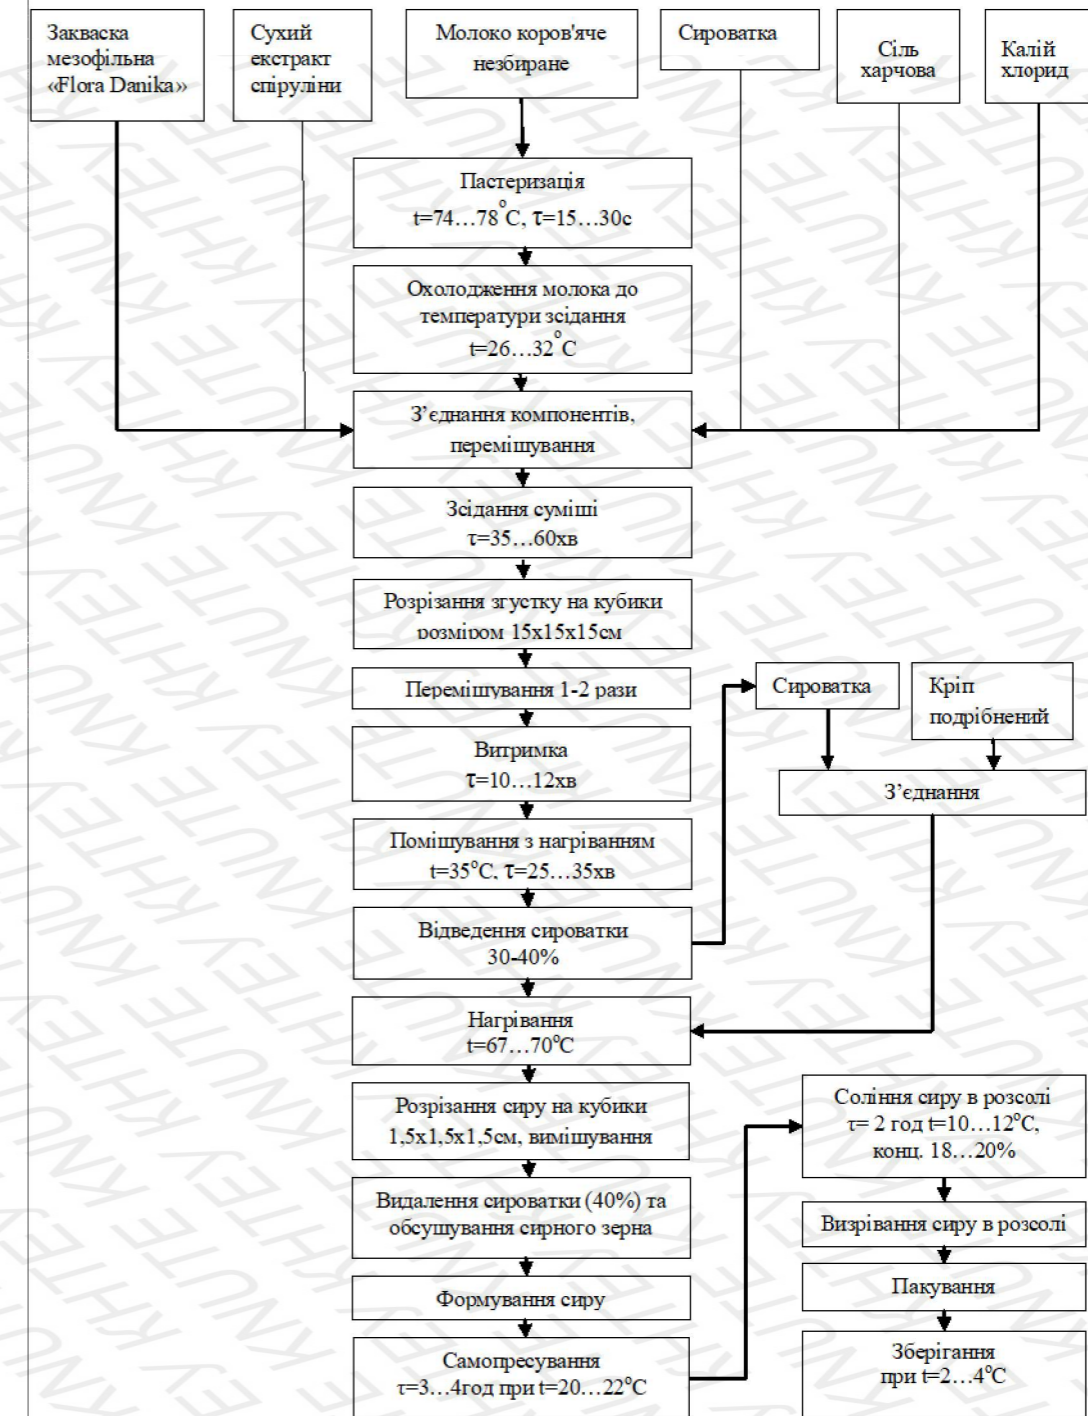 Закваска
мезофільна
«Flora Danika»
Сухий
екстракт
спіруліни
Молоко коров'яче
незбиране
Сироватка
Сіль
харчова
Калій
хлорид
Пастеризація
t=74…78°C, τ=15…30с
Охолодження молока до
температури зсідання
t=26…32°C
З’єднання компонентів,
перемішування
Зсідання суміші
τ=35…60хв
Розрізання згустку на кубики
розміром 15х15х15см
Перемішування 1-2 рази
Сироватка
Кріп
подрібнений
Витримка
τ=10…12хв
З’єднання
Помішування з нагріванням
t=35°C, τ=25…35хв
Відведення сироватки
30-40%
Нагрівання
t=67…70°C
Розрізання сиру на кубики
1,5х1,5х1,5см, вимішування
Видалення сироватки (40%) та
обсушування сирного зерна
Формування сиру
Самопресування
τ=3…4год при t=20…22°C
Соління сиру в розсолі
τ= 2 год t=10…12°C,
конц. 18…20%
Визрівання сиру в розсолі
Пакування
Зберігання
при t=2…4°C
KHTEY KNUTE